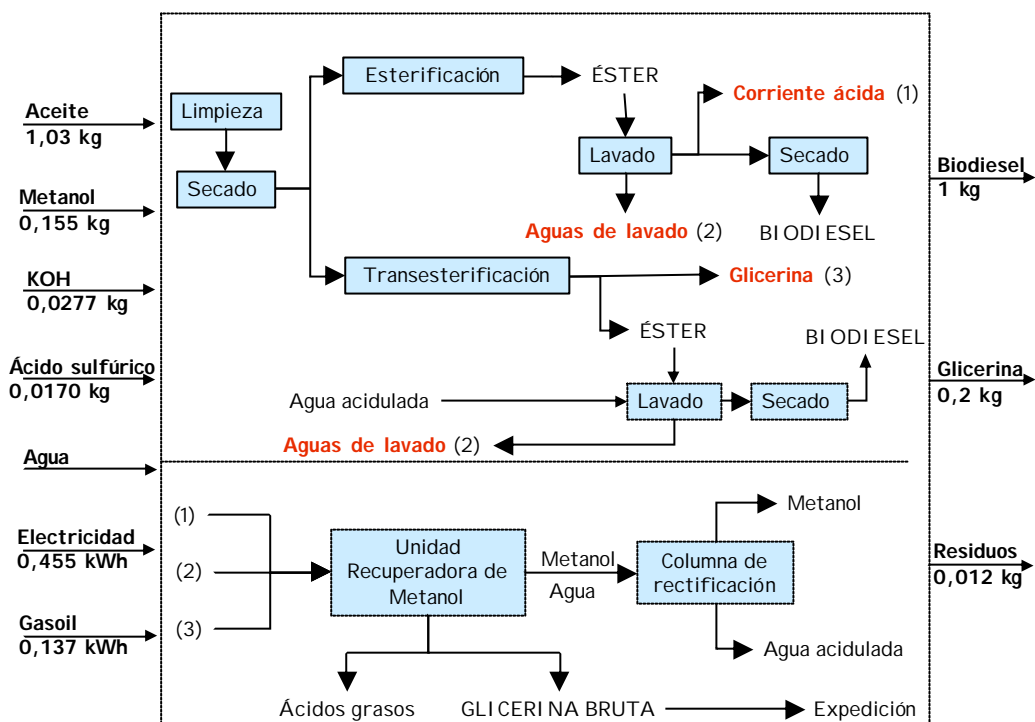 Aceite
1,03 kg
Metanol
0,155 kg
KOH
0,0277 kg
Ácido sulfúrico
0,0170 kg
Agua
Electricidad
0,455 kWh
Gasoil
0,137 kWh
Limpieza
Secado
Esterificación
ÉSTER
Corriente ácida (1)
Lavado
Secado
Aguas de lavado (2)
BIODIESEL
Transesterificación
Glicerina (3)
ÉSTER
BIODIESEL
Agua acidulada
Lavado
Secado
Aguas de lavado (2)
(1)
(2)
(3)
Unidad
Recuperadora de
Metanol
Metanol
Agua
Columna de
rectificación
Metanol
Agua acidulada
Ácidos grasos
GLICERINA BRUTA
Expedición
Biodiesel
1 kg
Glicerina
0,2 kg
Residuos
0,012 kg